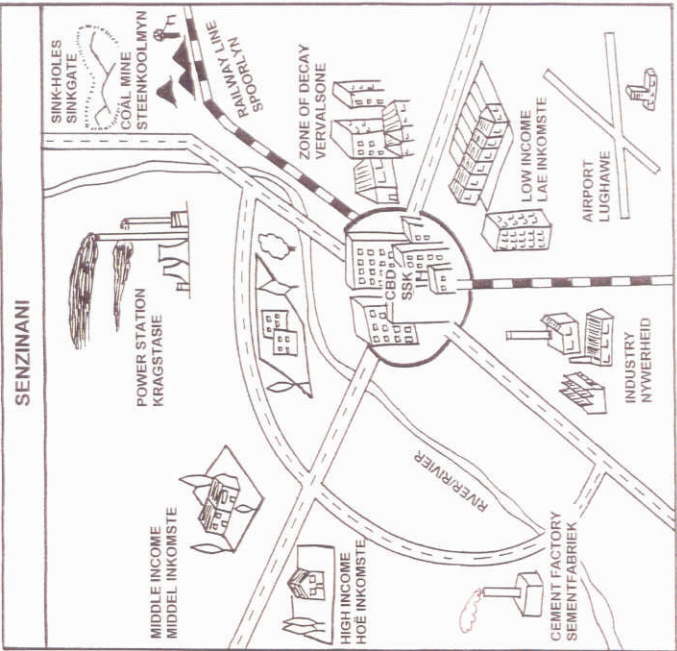 SENZINANI
SINK-HOLES
SINKGATE
COAL MINE
STEENKOOLMYN
RAILWAY LINE
SPOORLYN
POWER STATION
KRAGSTASIE
ZONE OF DECAY
VERVALSONE
MIDDLE INCOME
MIDDEL INKOMSTE
CBD
SSK
LOW INCOME
LAE INKOMSTE
HIGH INCOME
HOË INKOMSTE
RIVER/RIVIER
AIRPORT
LUGHAWE
CEMENT FACTORY
SEMENTFABRIEK
INDUSTRY
NYWERHEID